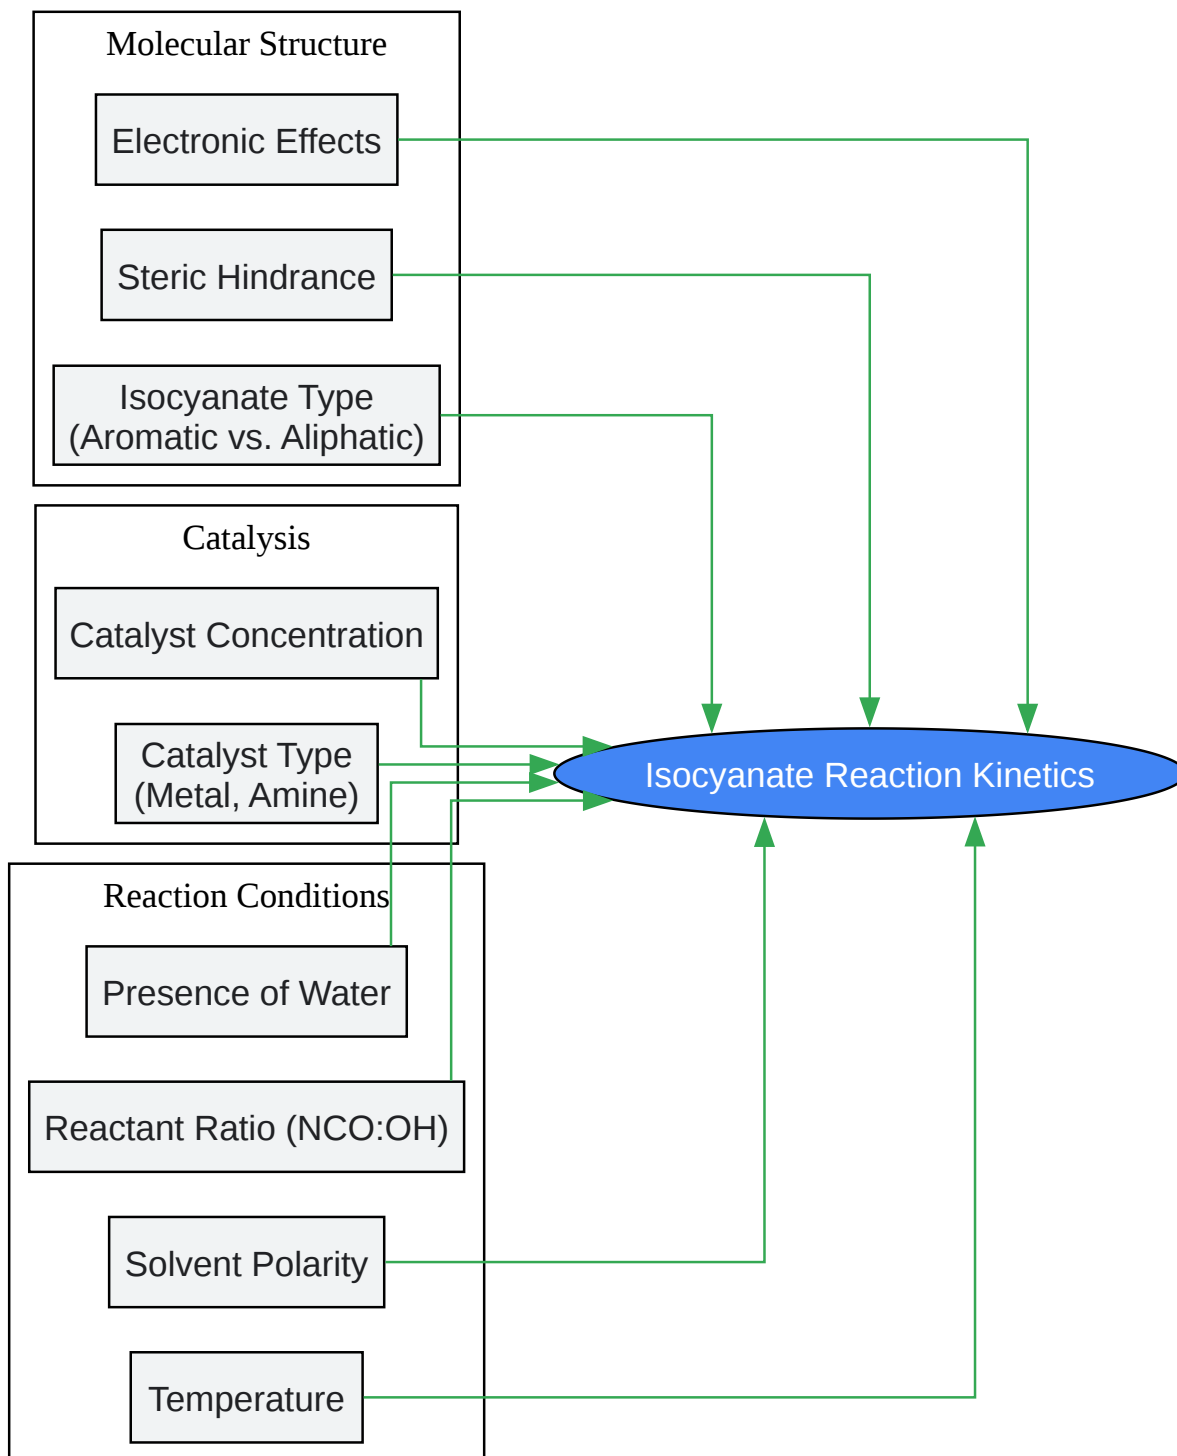 Molecular Structure
Electronic Effects
Steric Hindrance
Isocyanate Type
(Aromatic vs. Aliphatic)
Catalysis
Catalyst Concentration
Catalyst Type
(Metal, Amine)
Isocyanate Reaction Kinetics
Reaction Conditions
Presence of Water
Reactant Ratio (NCO:OH)
Solvent Polarity
Temperature